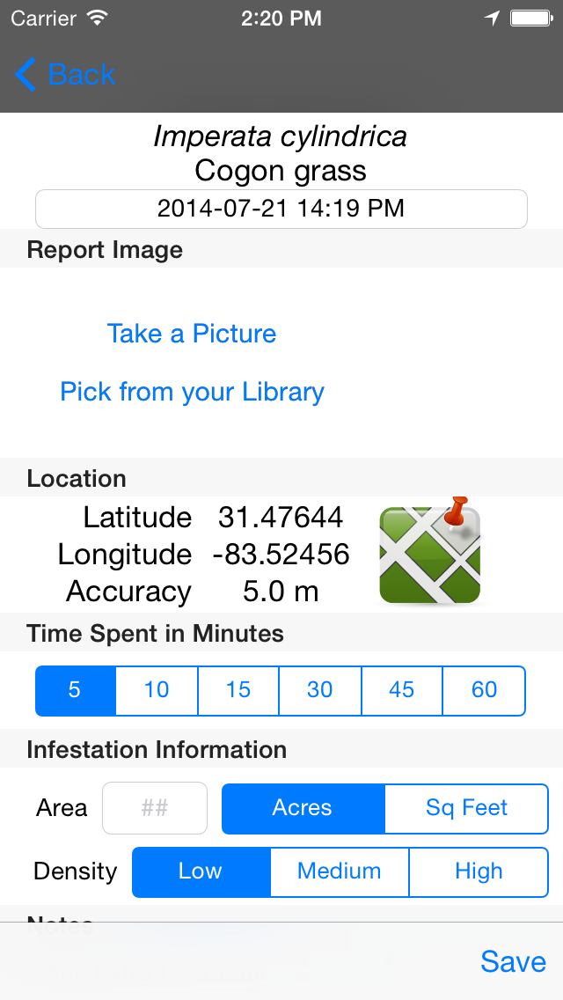 Carrier 2:20 PM
Back
Imperata cylindrica
Cogon grass
2014-07-21 14:19 PM
Report Image
Take a Picture
Pick from your Library
Location
Latitude 31.47644
Longitude -83.52456
Accuracy 5.0 m
Time Spent in Minutes
5 10 15 30 45 60
Infestation Information
Area ## Acres Sq Feet
Density Low Medium High
Notes
Save